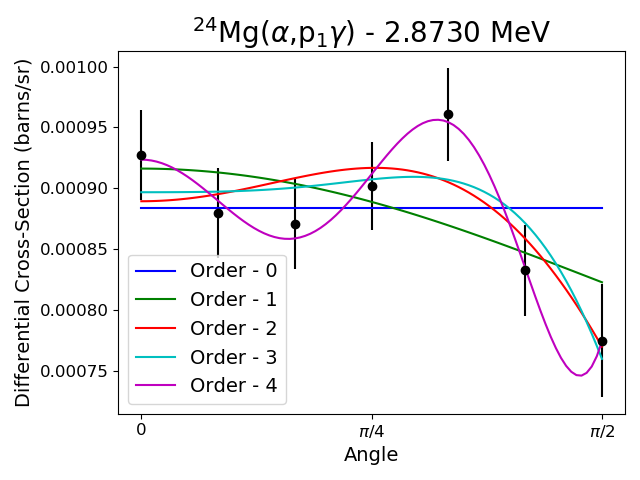 ²⁴Mg(α,p₁γ) - 2.8730 MeV
Differential Cross-Section (barns/sr)
0.00100
0.00095
0.00090
0.00085
0.00080
0.00075
Order - 0
Order - 1
Order - 2
Order - 3
Order - 4
0
π/4
π/2
Angle